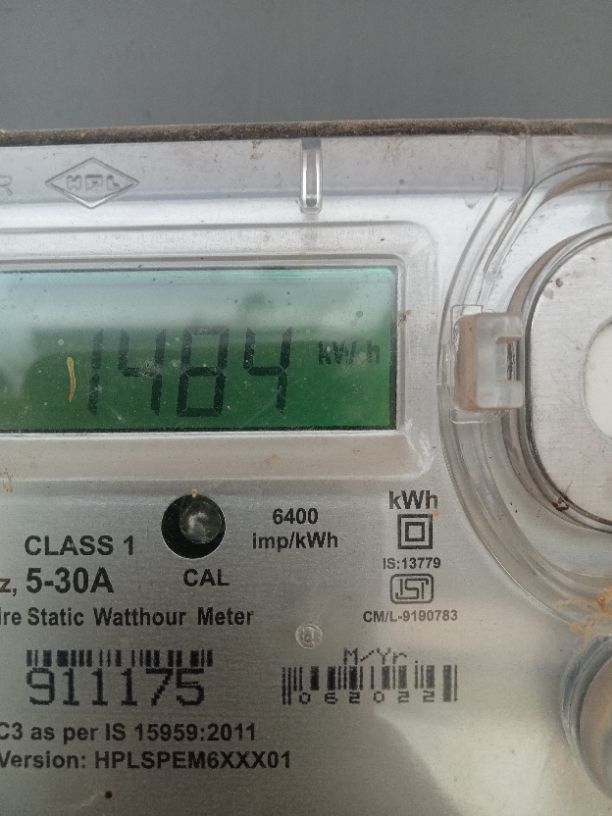 R HPL
1484 kWh
6400
imp/kWh
kWh
CLASS 1
IS:13779
z, 5-30A
CAL
ire Static Watthour Meter
CM/L-9190783
911175
M/Yr.
062022
C3 as per IS 15959:2011
Version: HPLSPEM6XXX01